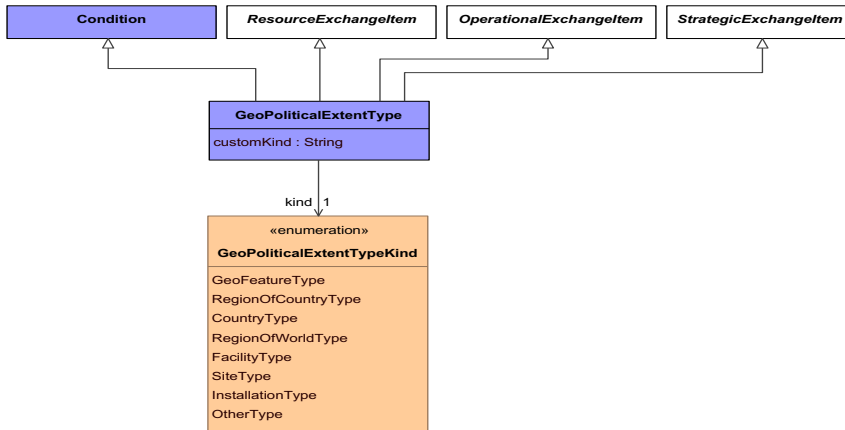 Condition
ResourceExchangeItem
OperationalExchangeItem
StrategicExchangeItem
GeoPoliticalExtentType
customKind : String
kind 1
«enumeration»
GeoPoliticalExtentTypeKind
GeoFeatureType
RegionOfCountryType
CountryType
RegionOfWorldType
FacilityType
SiteType
InstallationType
OtherType